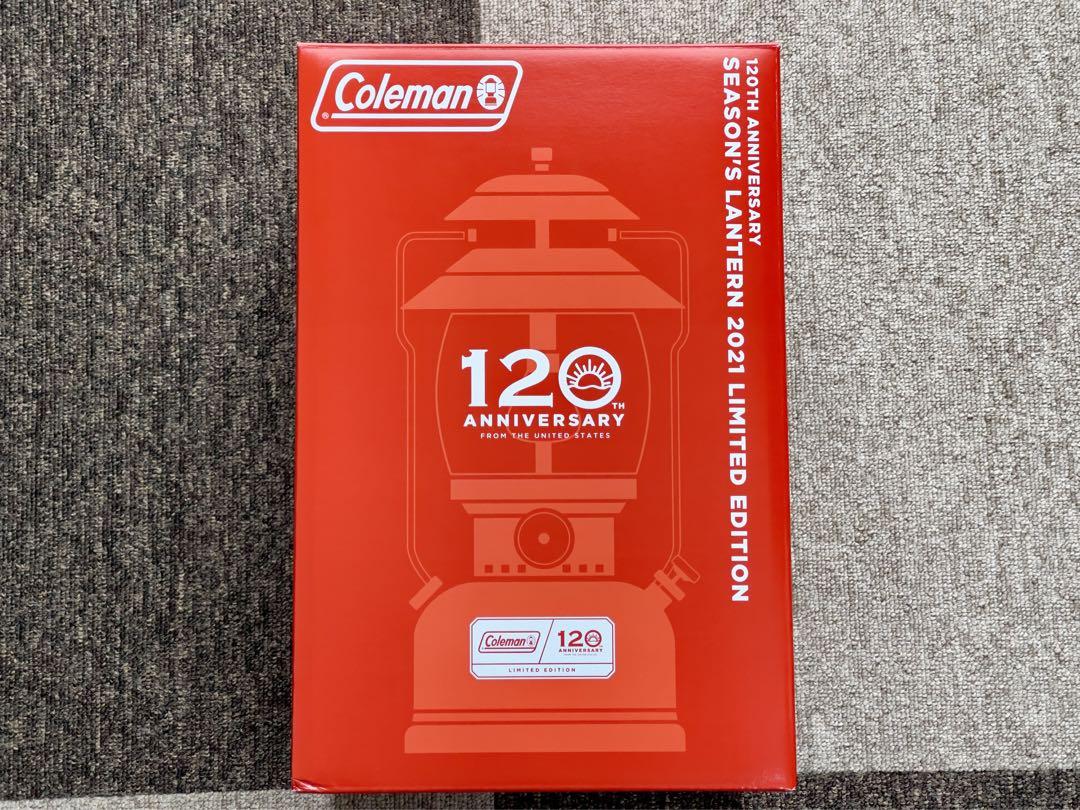 Coleman
®
120TH ANNIVERSARY
SEASON'S LANTERN 2021 LIMITED EDITION
120TH
ANNIVERSARY
FROM THE UNITED STATES
Coleman
120
ANNIVERSARY
LIMITED EDITION